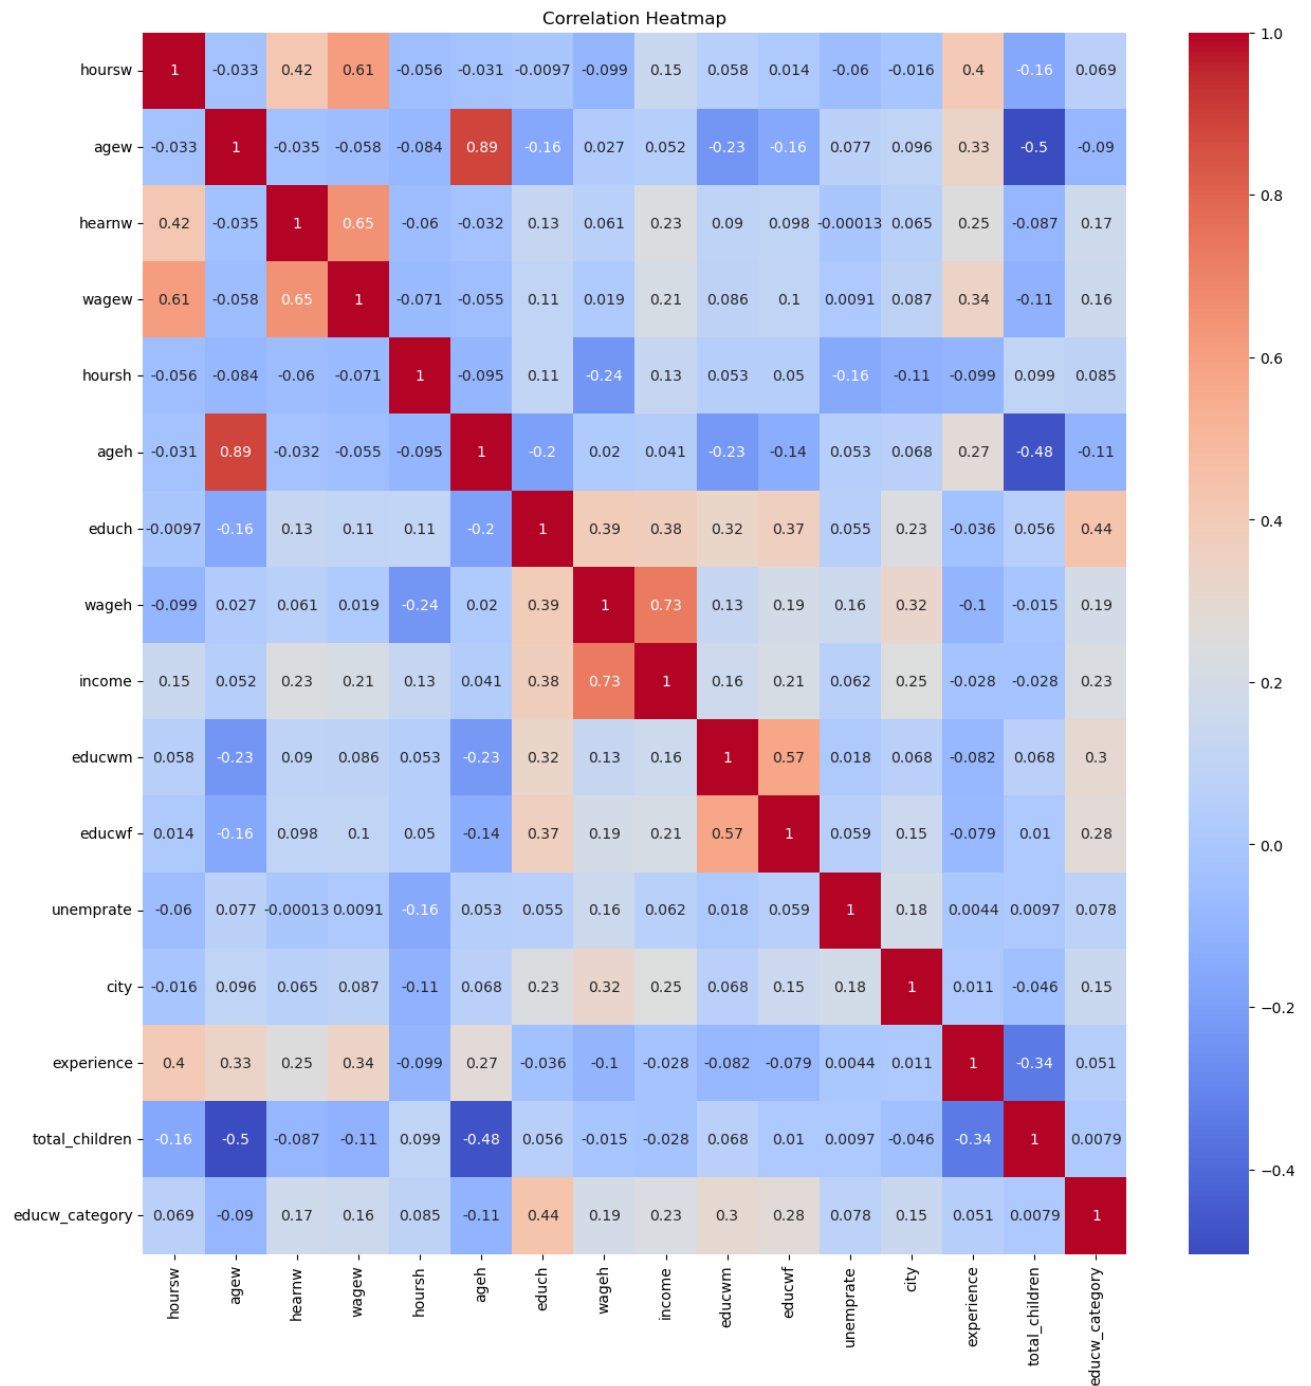 Correlation Heatmap
hoursw 1 -0.033 0.42 0.61 -0.056 -0.031 -0.0097 -0.099 0.15 0.058 0.014 -0.06 -0.016 0.4 -0.16 0.069
agew -0.033 1 -0.035 -0.058 -0.084 0.89 -0.16 0.027 0.052 -0.23 -0.16 0.077 0.096 0.33 -0.5 -0.09
hearnw 0.42 -0.035 1 0.65 -0.06 -0.032 0.13 0.061 0.23 0.09 0.098 -0.00013 0.065 0.25 -0.087 0.17
wagew 0.61 -0.058 0.65 1 -0.071 -0.055 0.11 0.019 0.21 0.086 0.1 0.0091 0.087 0.34 -0.11 0.16
hoursh -0.056 -0.084 -0.06 -0.071 1 -0.095 0.11 -0.24 0.13 0.053 0.05 -0.16 -0.11 -0.099 0.099 0.085
ageh -0.031 0.89 -0.032 -0.055 -0.095 1 -0.2 0.02 0.041 -0.23 -0.14 0.053 0.068 0.27 -0.48 -0.11
educh -0.0097 -0.16 0.13 0.11 0.11 -0.2 1 0.39 0.38 0.32 0.37 0.055 0.23 -0.036 0.056 0.44
wageh -0.099 0.027 0.061 0.019 -0.24 0.02 0.39 1 0.73 0.13 0.19 0.16 0.32 -0.1 -0.015 0.19
income 0.15 0.052 0.23 0.21 0.13 0.041 0.38 0.73 1 0.16 0.21 0.062 0.25 -0.028 -0.028 0.23
educwm 0.058 -0.23 0.09 0.086 0.053 -0.23 0.32 0.13 0.16 1 0.57 0.018 0.068 -0.082 0.068 0.3
educwf 0.014 -0.16 0.098 0.1 0.05 -0.14 0.37 0.19 0.21 0.57 1 0.059 0.15 -0.079 0.01 0.28
unemprate -0.06 0.077 -0.00013 0.0091 -0.16 0.053 0.055 0.16 0.062 0.018 0.059 1 0.18 0.0044 0.0097 0.078
city -0.016 0.096 0.065 0.087 -0.11 0.068 0.23 0.32 0.25 0.068 0.15 0.18 1 0.011 -0.046 0.15
experience 0.4 0.33 0.25 0.34 -0.099 0.27 -0.036 -0.1 -0.028 -0.082 -0.079 0.0044 0.011 1 -0.34 0.051
total_children -0.16 -0.5 -0.087 -0.11 0.099 -0.48 0.056 -0.015 -0.028 0.068 0.01 0.0097 -0.046 -0.34 1 0.0079
educw_category 0.069 -0.09 0.17 0.16 0.085 -0.11 0.44 0.19 0.23 0.3 0.28 0.078 0.15 0.051 0.0079 1
hoursw agew hearnw wagew hoursh ageh educh wageh income educwm educwf unemprate city experience total_children educw_category
1.0
0.8
0.6
0.4
0.2
0.0
−0.2
−0.4